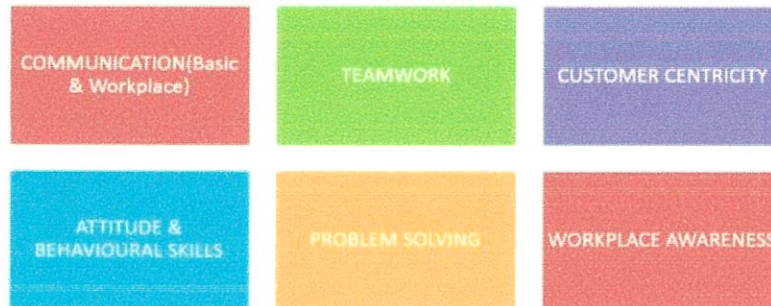 COMMUNICATION(Basic
& Workplace)
TEAMWORK
CUSTOMER CENTRICITY
ATTITUDE &
BEHAVIOURAL SKILLS
PROBLEM SOLVING
WORKPLACE AWARENESS